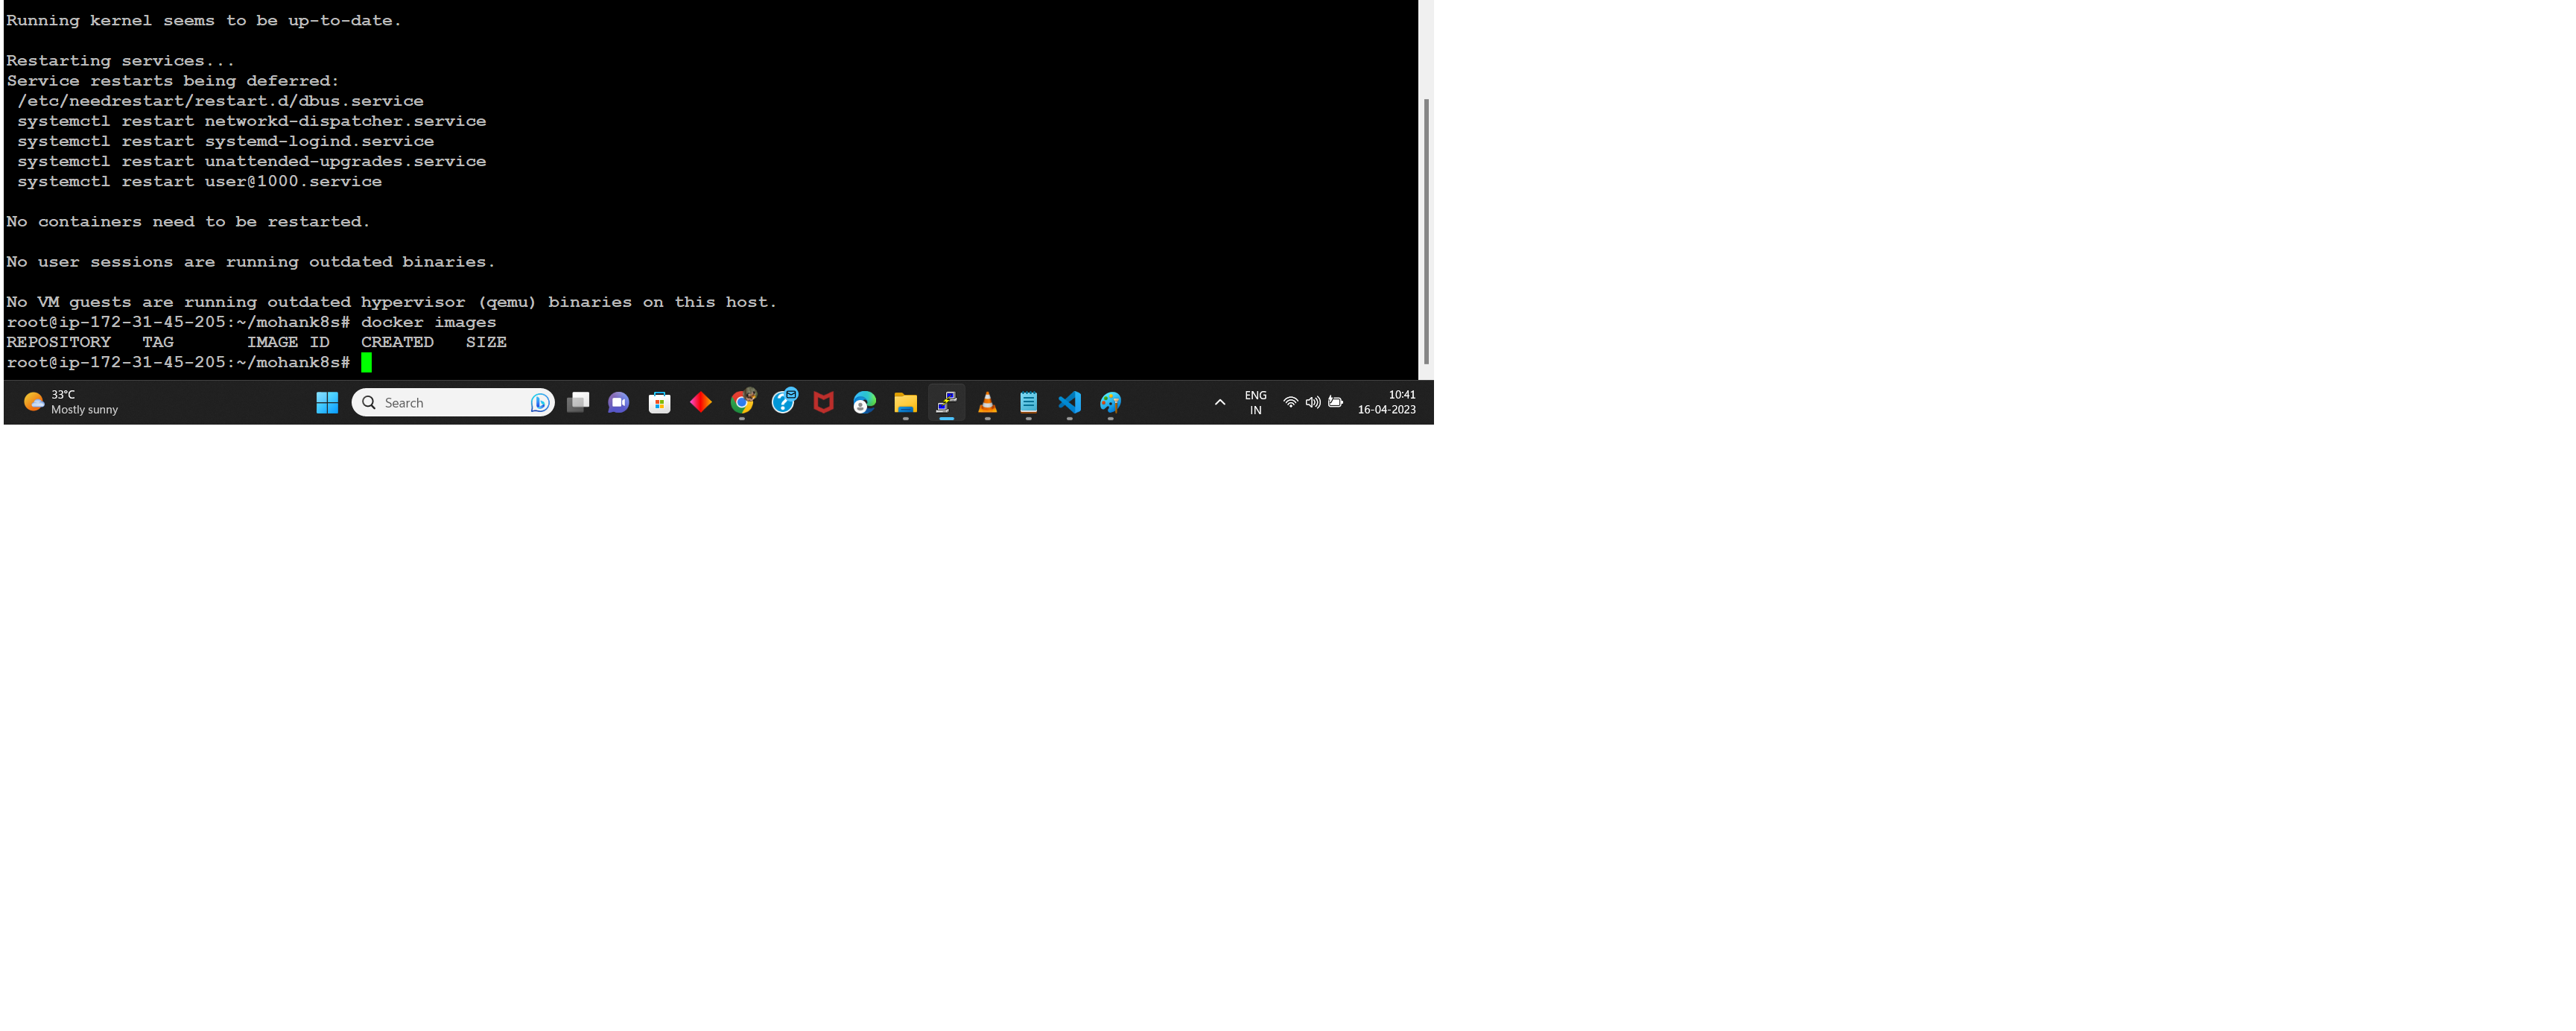 Running kernel seems to be up-to-date.
Restarting services...
Service restarts being deferred:
/etc/needrestart/restart.d/dbus.service
systemctl restart networkd-dispatcher.service
systemctl restart systemd-logind.service
systemctl restart unattended-upgrades.service
systemctl restart user@1000.service
No containers need to be restarted.
No user sessions are running outdated binaries.
No VM guests are running outdated hypervisor (qemu) binaries on this host.
root@ip-172-31-45-205:~/mohank8s# docker images
REPOSITORY TAG IMAGE ID CREATED SIZE
root@ip-172-31-45-205:~/mohank8s#
33°C
Mostly sunny
Search
ENG
IN
10:41
16-04-2023